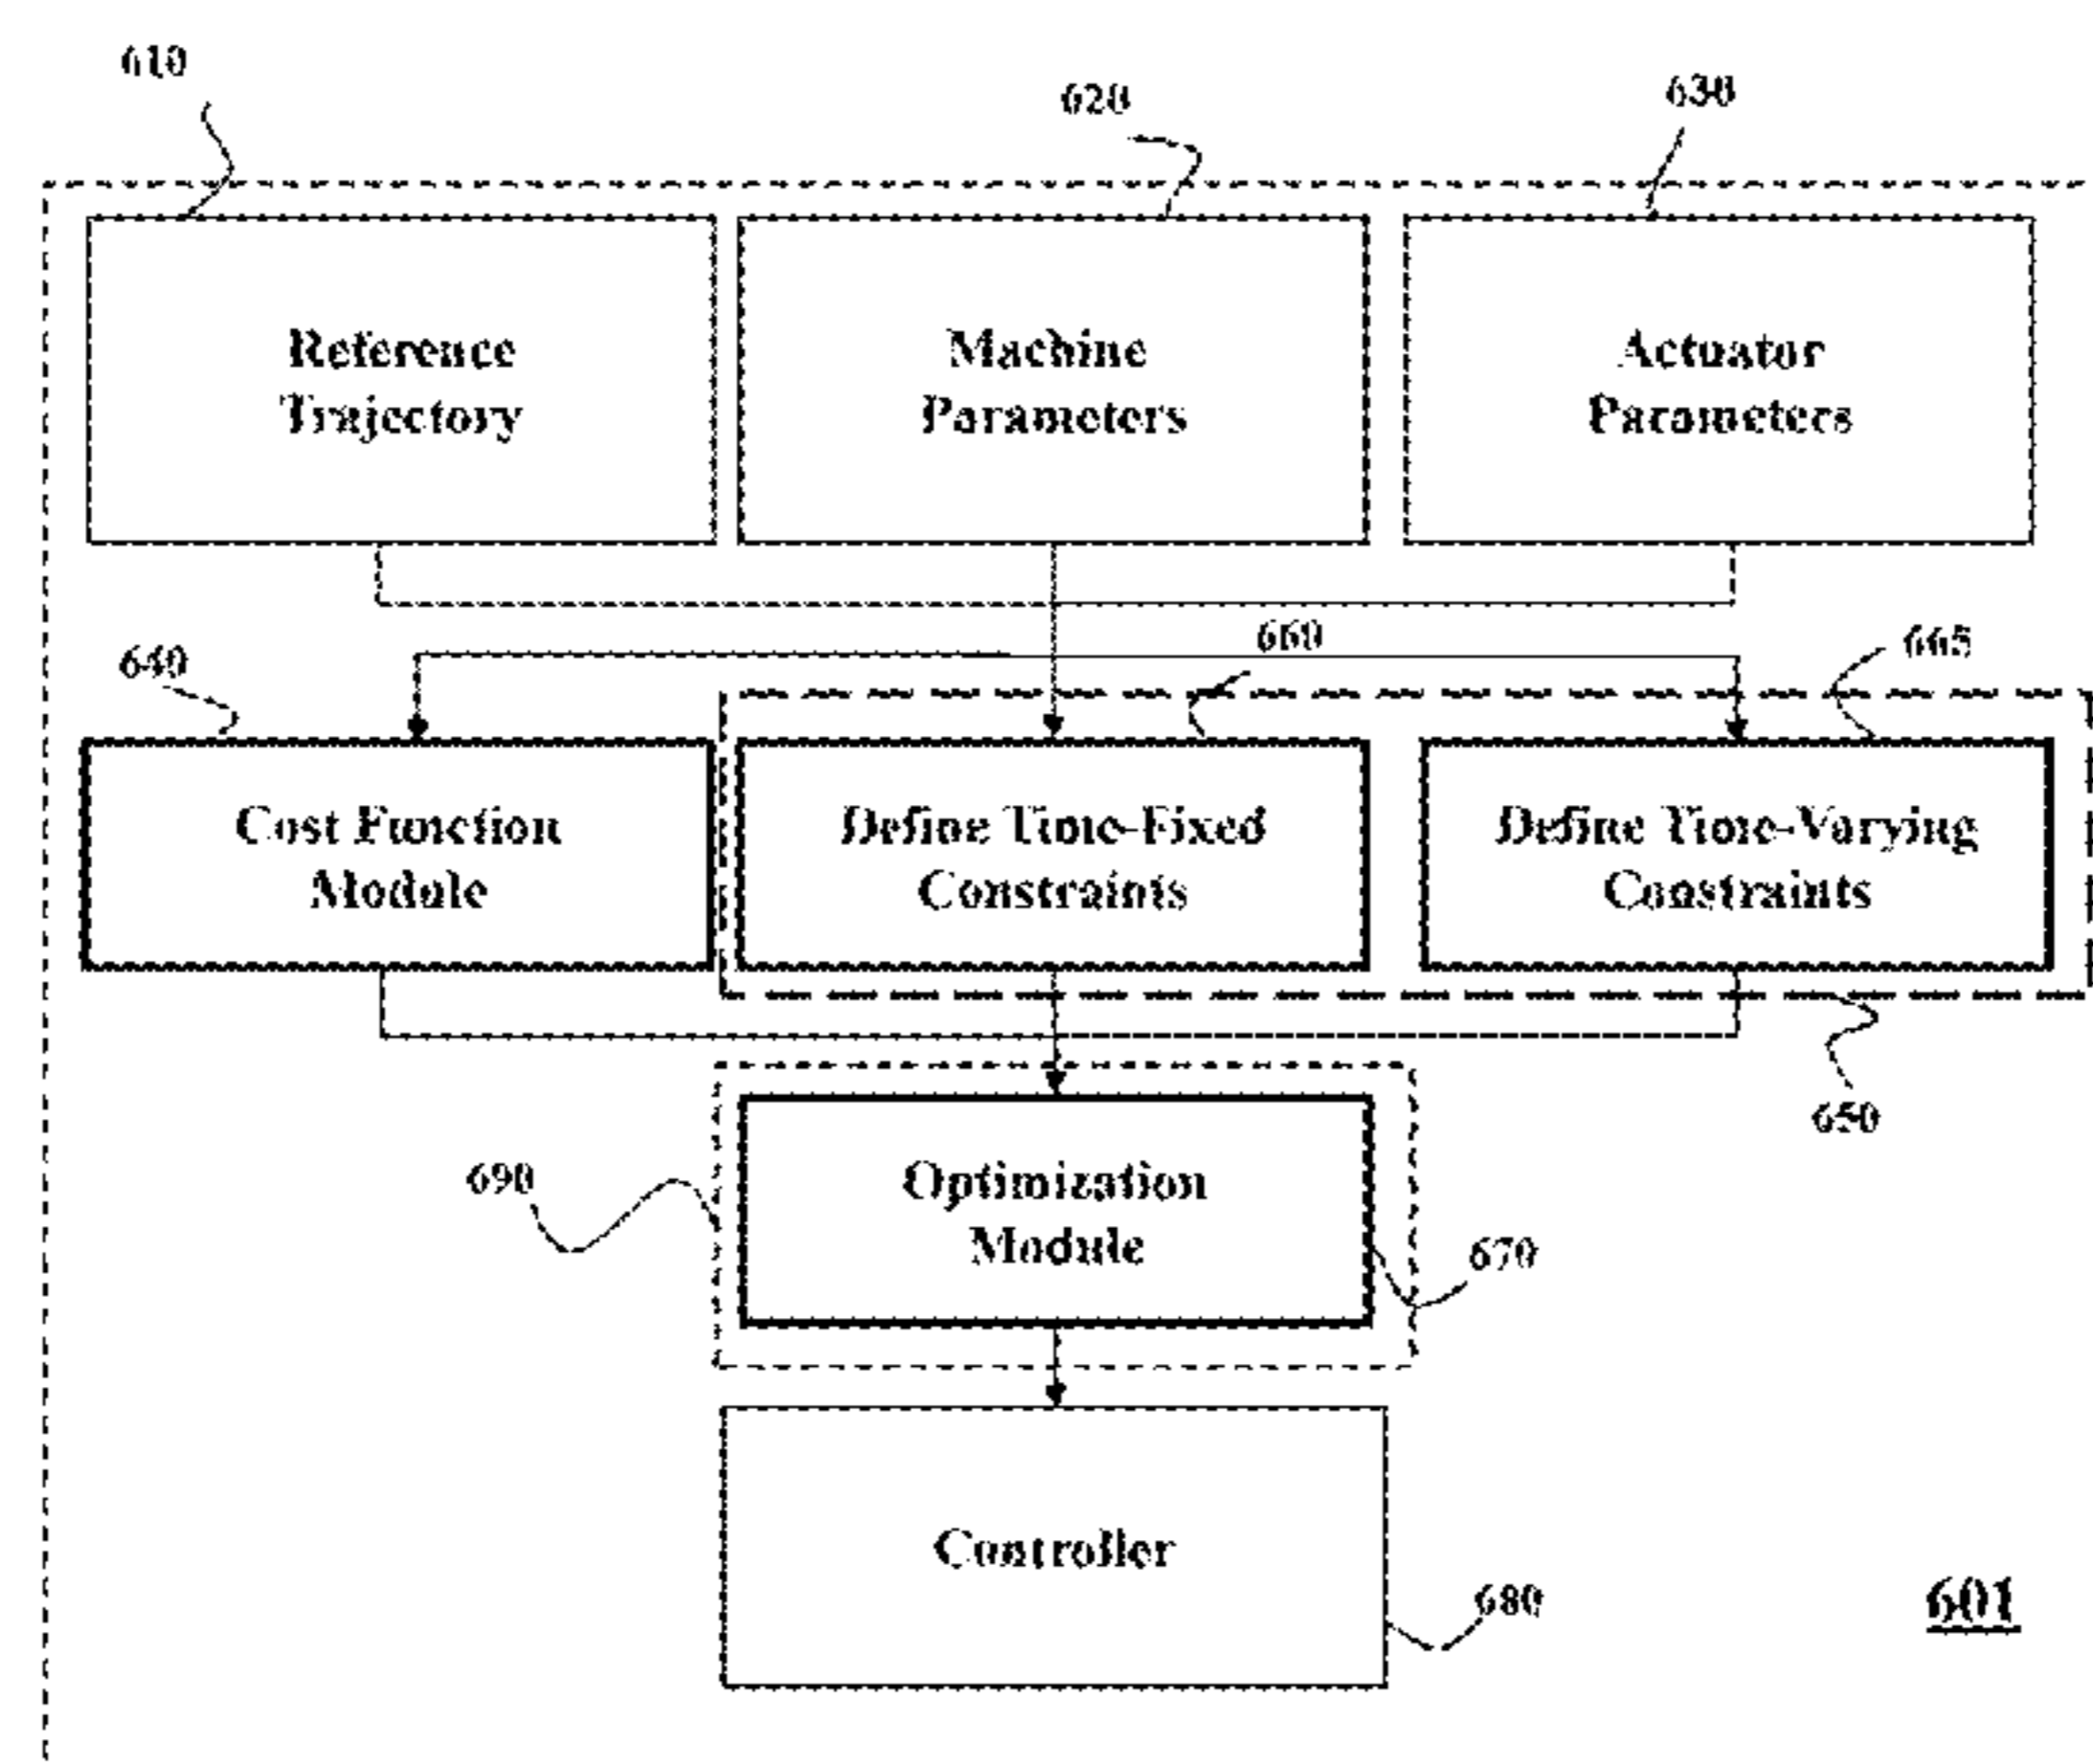 610
620
630
Reference
Trajectory
Machine
Parameters
Actuator
Parameters
640
660
665
Cost Function
Module
Define Time-Fixed
Constraints
Define Time-Varying
Constraints
650
690
Optimization
Module
670
Controller
680
601